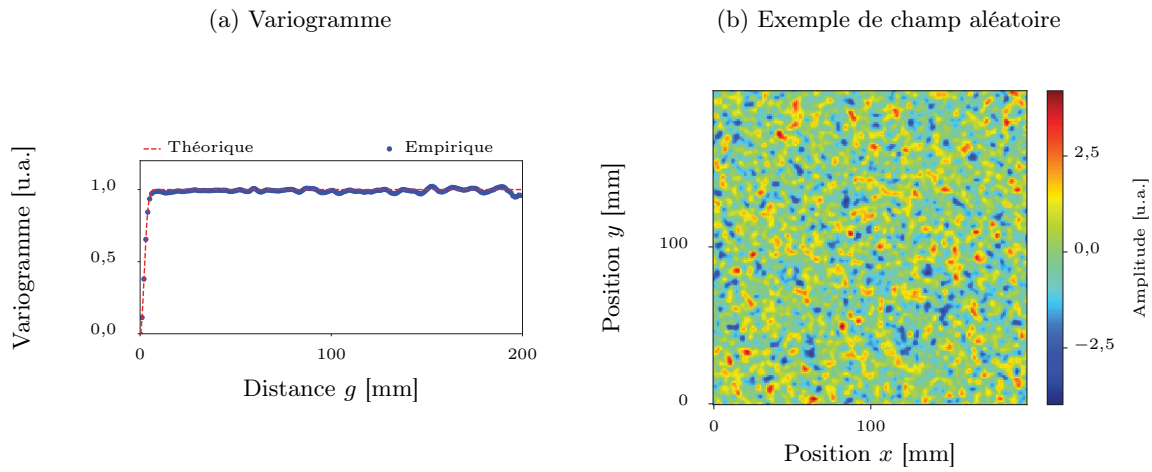 (a) Variogramme
(b) Exemple de champ aléatoire
Théorique
Empirique
Variogramme [u.a.]
1,0
0,5
0,0
0
100
200
Distance g [mm]
Position y [mm]
100
0
0
100
Position x [mm]
2,5
0,0
−2,5
Amplitude [u.a.]